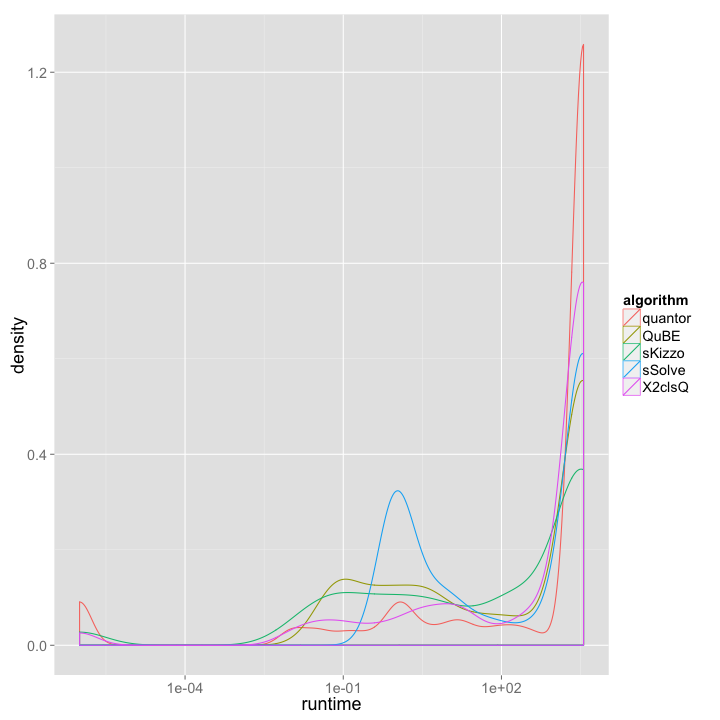 1.2
0.8
0.4
0.0
density
1e-04 1e-01 1e+02
runtime
algorithm
quantor
QuBE
sKizzo
sSolve
X2clsQ